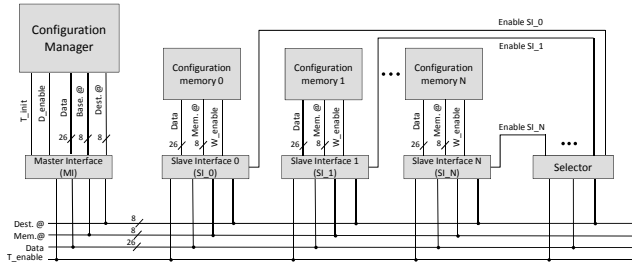 Enable SI_0
Enable SI_1
Configuration
Manager
Configuration
memory 0
Configuration
memory 1
Configuration
memory N
T_init
D_enable
Data
Base. @
Dest. @
26
8
8
Data
Mem. @
W_enable
26
8
Data
Mem. @
W_enable
26
8
Data
Mem. @
W_enable
26
8
Enable SI_N
Master Interface
(MI)
Slave Interface 0
(SI_0)
Slave Interface 1
(SI_1)
Slave Interface N
(SI_N)
Selector
Dest. @
8
Mem.@
8
Data
26
T_enable